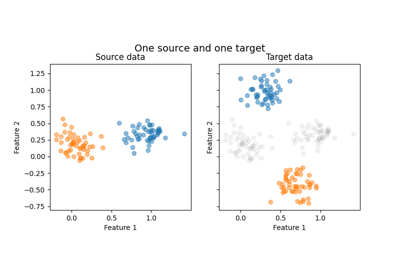 One source and one target
Source data
Target data
1.25
1.00
0.75
0.50
0.25
0.00
−0.25
−0.50
−0.75
Feature 2
Feature 2
0.0
0.5
1.0
0.0
0.5
1.0
Feature 1
Feature 1